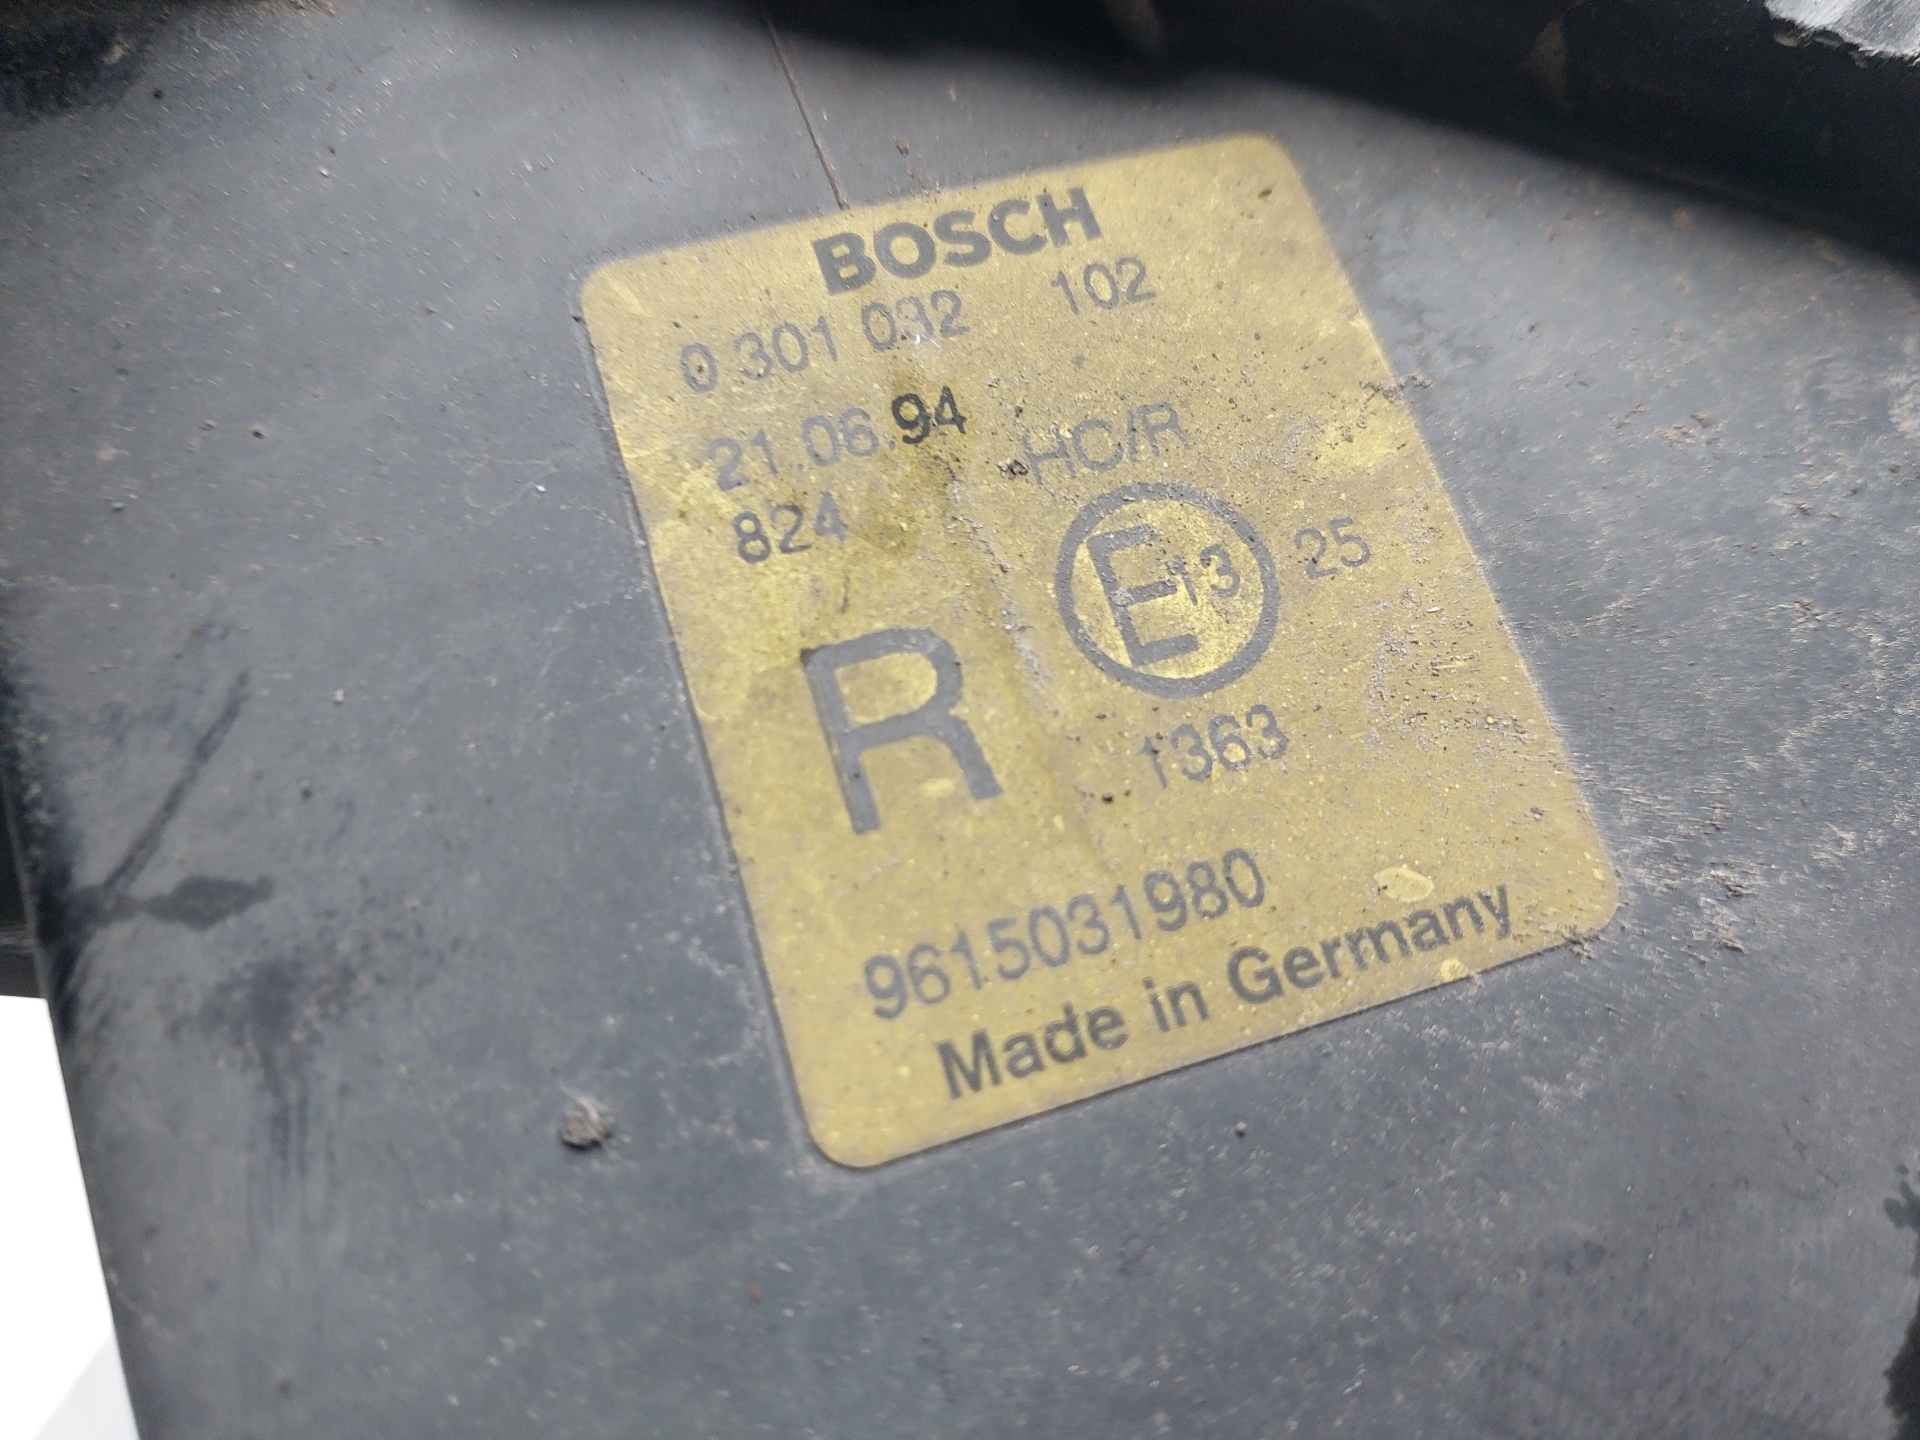 BOSCH
0 301 032 102
21.06.94 HC/R
824
E13 25
R
1363
9615031980
Made in Germany